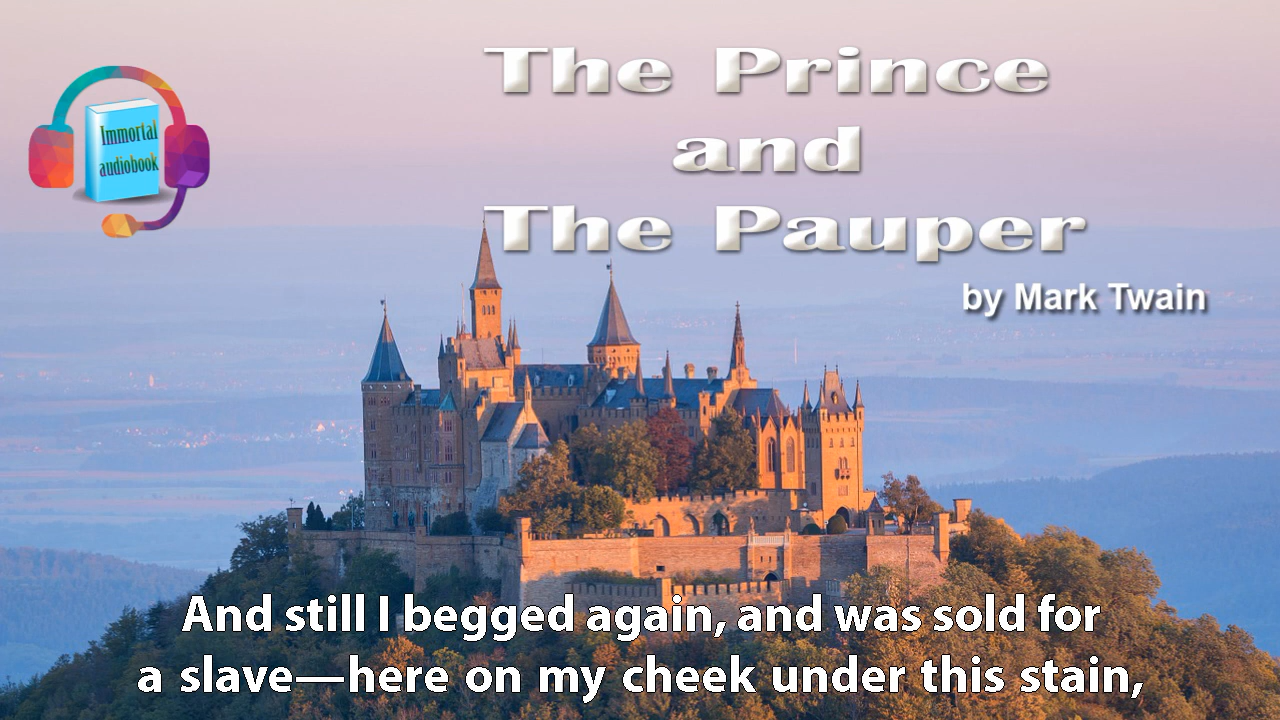 The Prince
and
The Pauper
by Mark Twain
Immortal
audiobook
And still I begged again, and was sold for
a slave—here on my cheek under this stain,